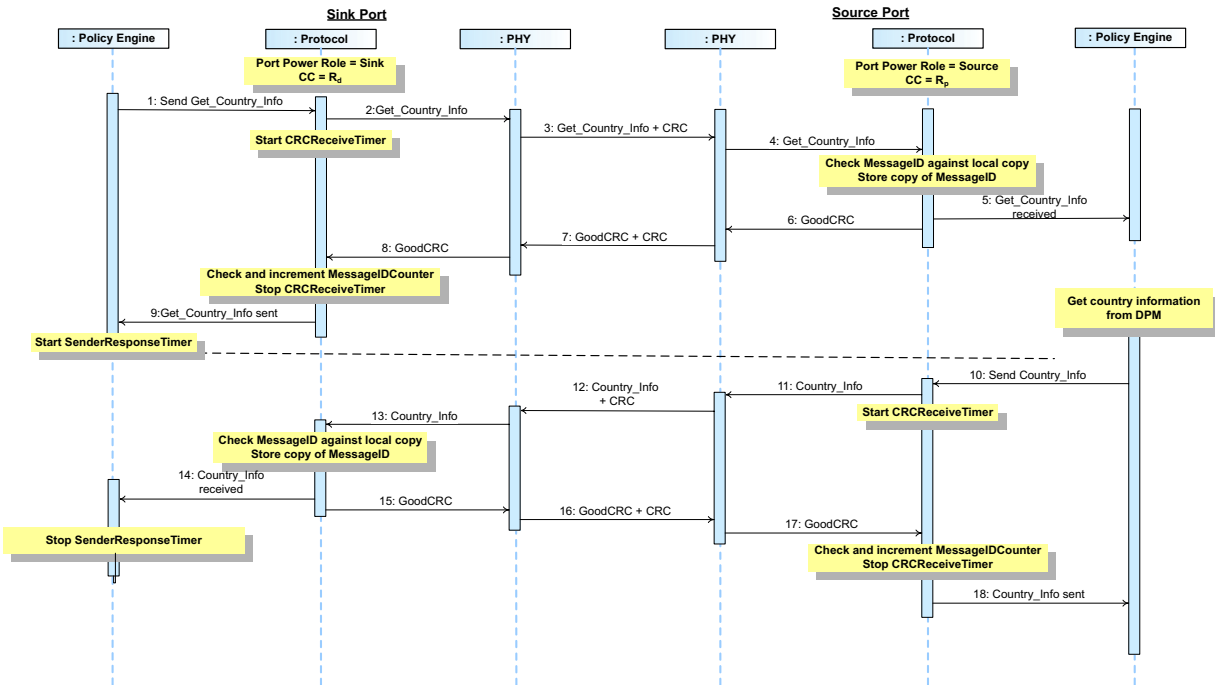 Sink Port
Source Port
: Policy Engine
: Protocol
: PHY
: PHY
: Protocol
: Policy Engine
Port Power Role = Sink
CC = Rd
Port Power Role = Source
CC = Rp
1: Send Get_Country_Info
2:Get_Country_Info
Start CRCReceiveTimer
3: Get_Country_Info + CRC
4: Get_Country_Info
Check MessageID against local copy
Store copy of MessageID
5: Get_Country_Info
received
6: GoodCRC
7: GoodCRC + CRC
8: GoodCRC
Check and increment MessageIDCounter
Stop CRCReceiveTimer
9:Get_Country_Info sent
Start SenderResponseTimer
Get country information
from DPM
10: Send Country_Info
11: Country_Info
Start CRCReceiveTimer
12: Country_Info
+ CRC
13: Country_Info
Check MessageID against local copy
Store copy of MessageID
14: Country_Info
received
15: GoodCRC
16: GoodCRC + CRC
17: GoodCRC
Stop SenderResponseTimer
Check and increment MessageIDCounter
Stop CRCReceiveTimer
18: Country_Info sent